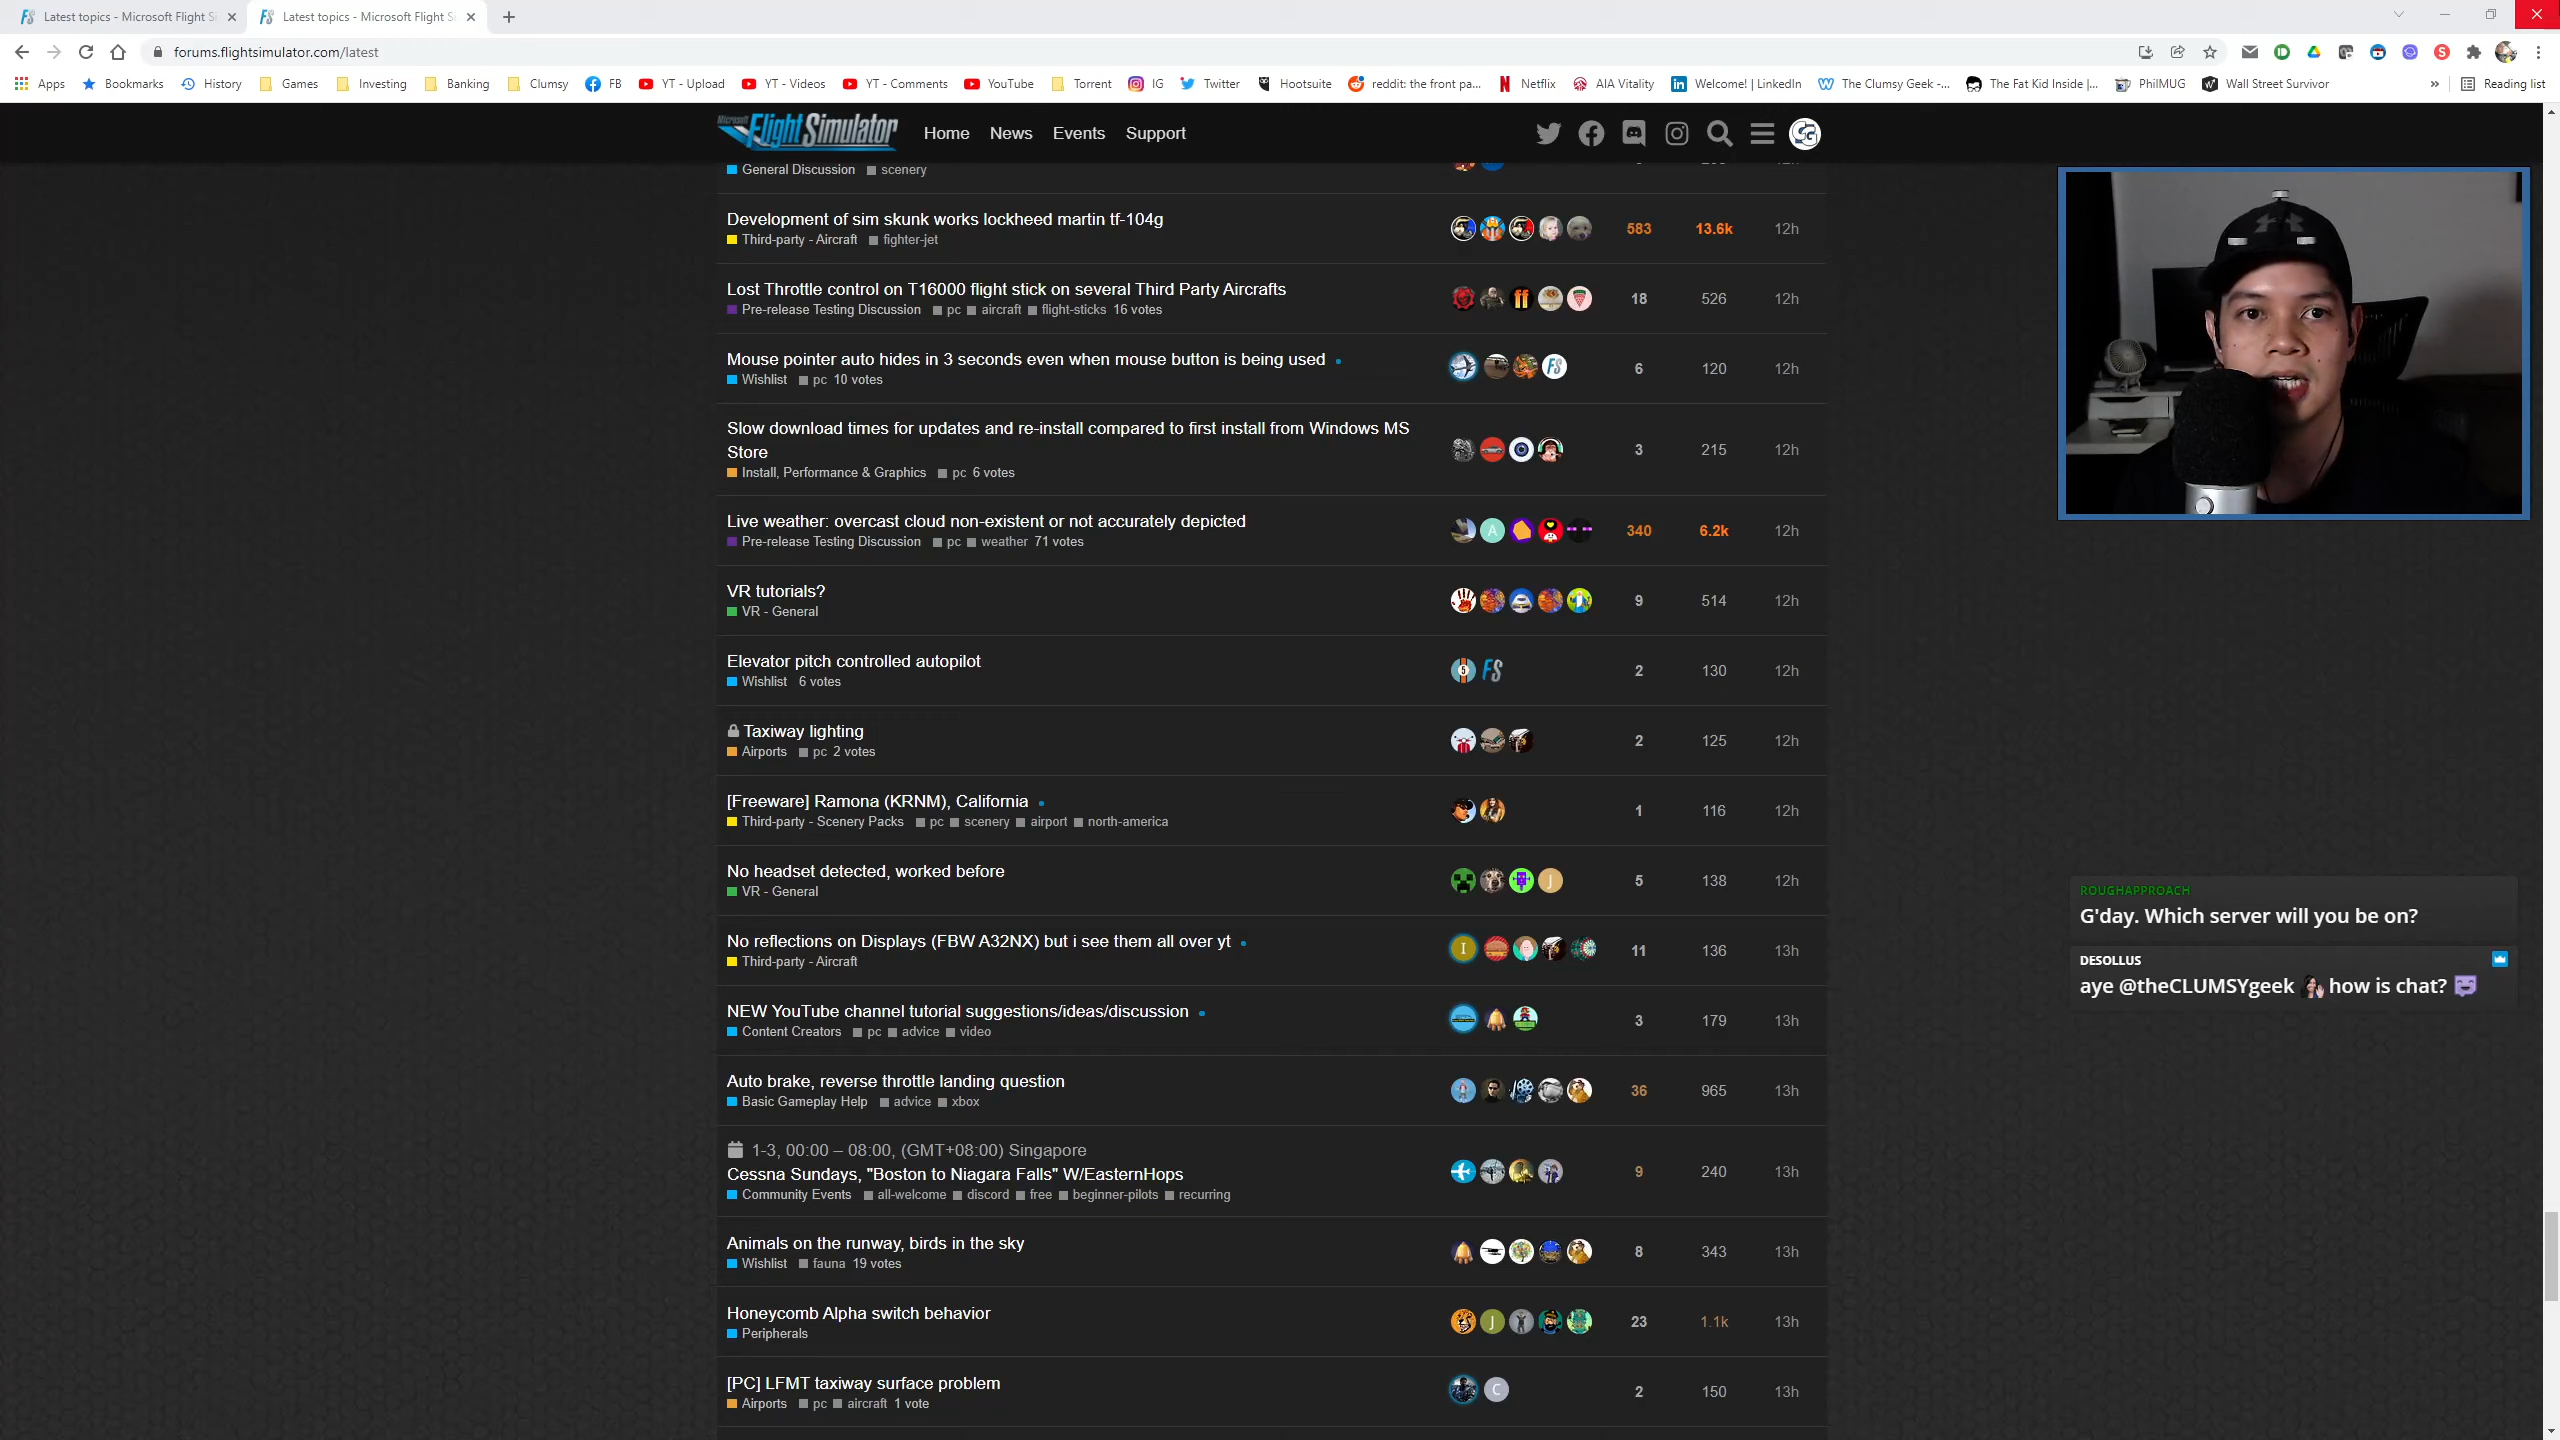 Latest topics - Microsoft Flight Si
Latest topics - Microsoft Flight Si
forums.flightsimulator.com/latest
Apps Bookmarks History Games Investing Banking Clumsy FB YT - Upload YT - Videos YT - Comments YouTube Torrent IG Twitter Hootsuite reddit: the front pa... Netflix AIA Vitality Welcome! | LinkedIn The Clumsy Geek -... The Fat Kid Inside |... PhilMUG Wall Street Survivor » Reading list
Microsoft Flight Simulator Home News Events Support
General Discussion scenery
Development of sim skunk works lockheed martin tf-104g 583 13.6k 12h
Third-party - Aircraft fighter-jet
Lost Throttle control on T16000 flight stick on several Third Party Aircrafts 18 526 12h
Pre-release Testing Discussion pc aircraft flight-sticks 16 votes
Mouse pointer auto hides in 3 seconds even when mouse button is being used 6 120 12h
Wishlist pc 10 votes
Slow download times for updates and re-install compared to first install from Windows MS
Store 3 215 12h
Install, Performance & Graphics pc 6 votes
Live weather: overcast cloud non-existent or not accurately depicted 340 6.2k 12h
Pre-release Testing Discussion pc weather 71 votes
VR tutorials? 9 514 12h
VR - General
Elevator pitch controlled autopilot 2 130 12h
Wishlist 6 votes
Taxiway lighting 2 125 12h
Airports pc 2 votes
[Freeware] Ramona (KRNM), California 1 116 12h
Third-party - Scenery Packs pc scenery airport north-america
No headset detected, worked before 5 138 12h
VR - General
No reflections on Displays (FBW A32NX) but i see them all over yt 11 136 13h
Third-party - Aircraft
NEW YouTube channel tutorial suggestions/ideas/discussion 3 179 13h
Content Creators pc advice video
Auto brake, reverse throttle landing question 36 965 13h
Basic Gameplay Help advice xbox
1-3, 00:00 – 08:00, (GMT+08:00) Singapore
Cessna Sundays, "Boston to Niagara Falls" W/EasternHops 9 240 13h
Community Events all-welcome discord free beginner-pilots recurring
Animals on the runway, birds in the sky 8 343 13h
Wishlist fauna 19 votes
Honeycomb Alpha switch behavior 23 1.1k 13h
Peripherals
[PC] LFMT taxiway surface problem 2 150 13h
Airports pc aircraft 1 vote
ROUGHAPPROACH
G'day. Which server will you be on?
DESOLLUS
aye @theCLUMSYgeek how is chat?